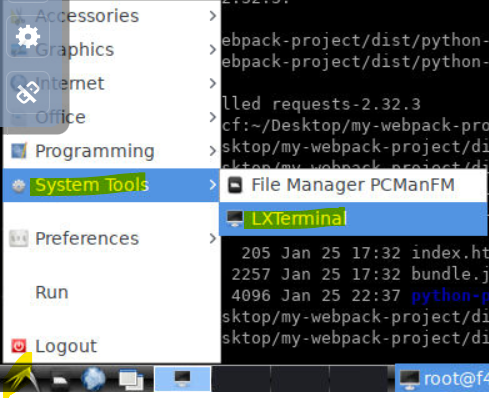 2.32.3.
Accessories
ebpack-project/dist/python-
Graphics
ebpack-project/dist/python-
Internet
lled requests-2.32.3
Office
cf:~/Desktop/my-webpack-pro
Programming
sktop/my-webpack-project/di
sktop/my-webpack-project/di
System Tools
File Manager PCManFM
LXTerminal
Preferences
205 Jan 25 17:32 index.ht
2257 Jan 25 17:32 bundle.j
Run
4096 Jan 25 22:37 python-p
sktop/my-webpack-project/di
Logout
sktop/my-webpack-project/di
root@f4